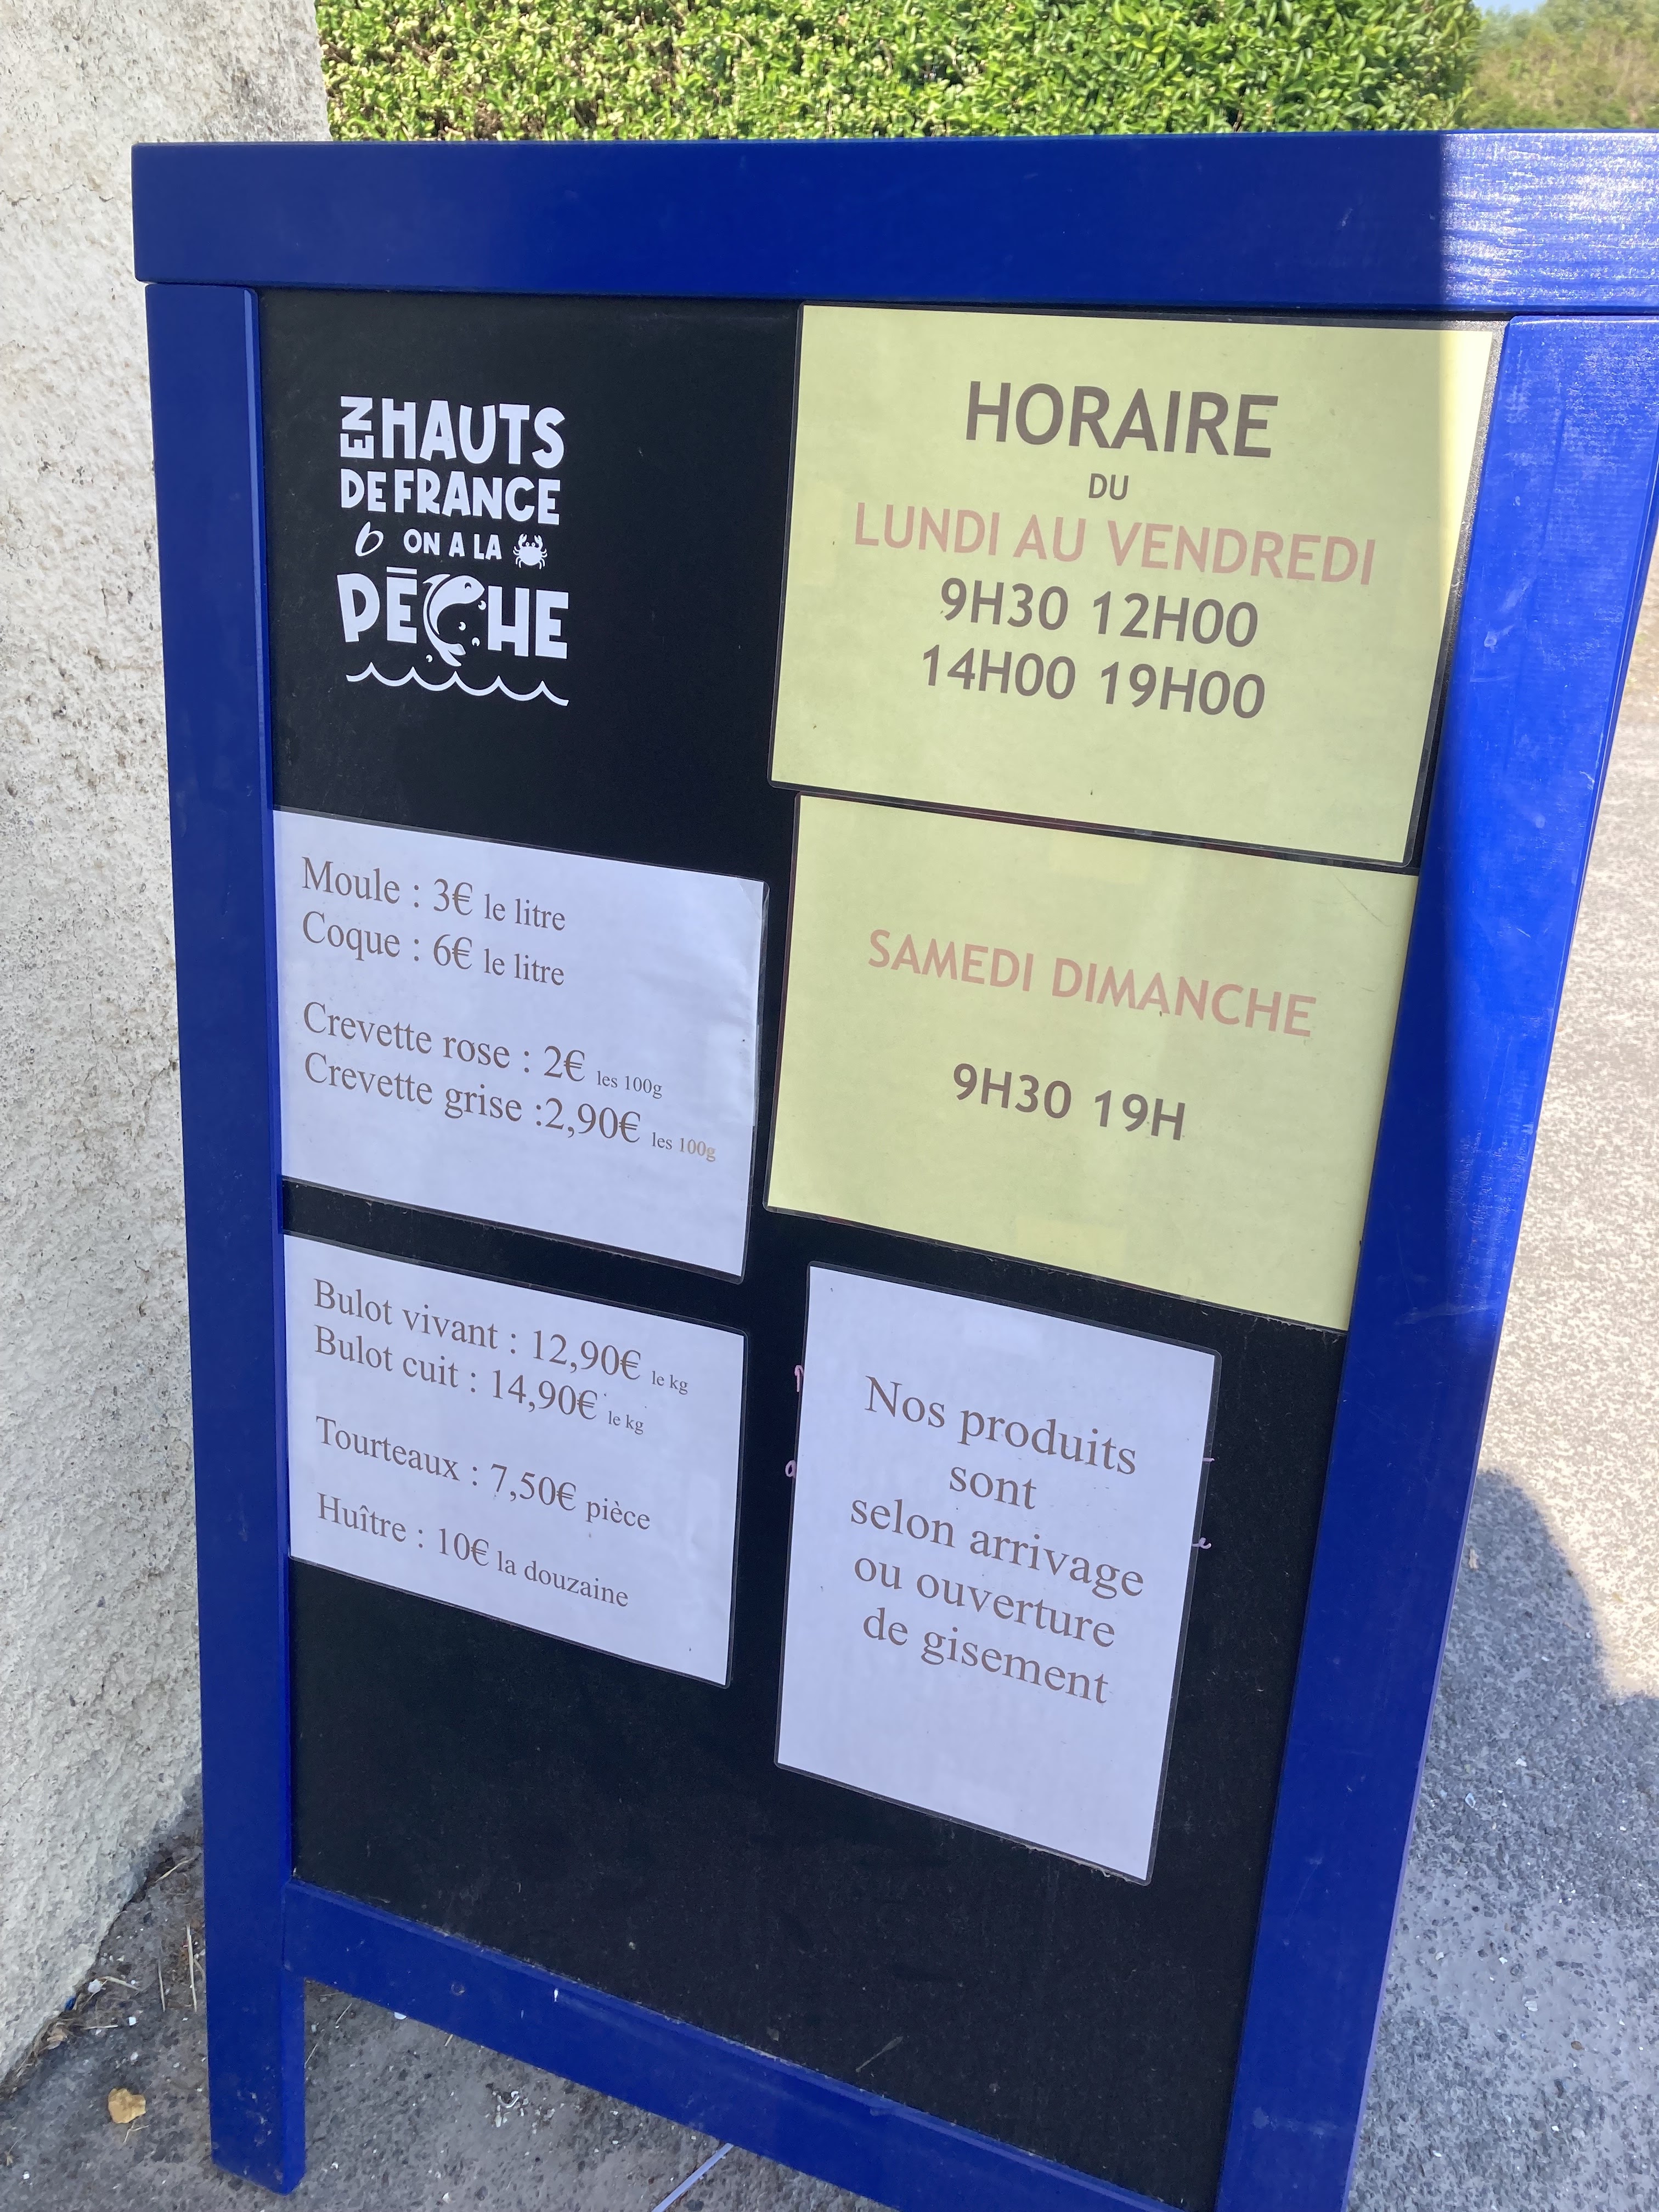 EN HAUTS
DE FRANCE
ON A LA
PÊCHE
HORAIRE
DU
LUNDI AU VENDREDI
9H30 12H00
14H00 19H00
SAMEDI DIMANCHE
9H30 19H
Moule : 3€ le litre
Coque : 6€ le litre
Crevette rose : 2€ les 100g
Crevette grise :2,90€ les 100g
Bulot vivant : 12,90€ le kg
Bulot cuit : 14,90€ le kg
Tourteaux : 7,50€ pièce
Huître : 10€ la douzaine
Nos produits
sont
selon arrivage
ou ouverture
de gisement